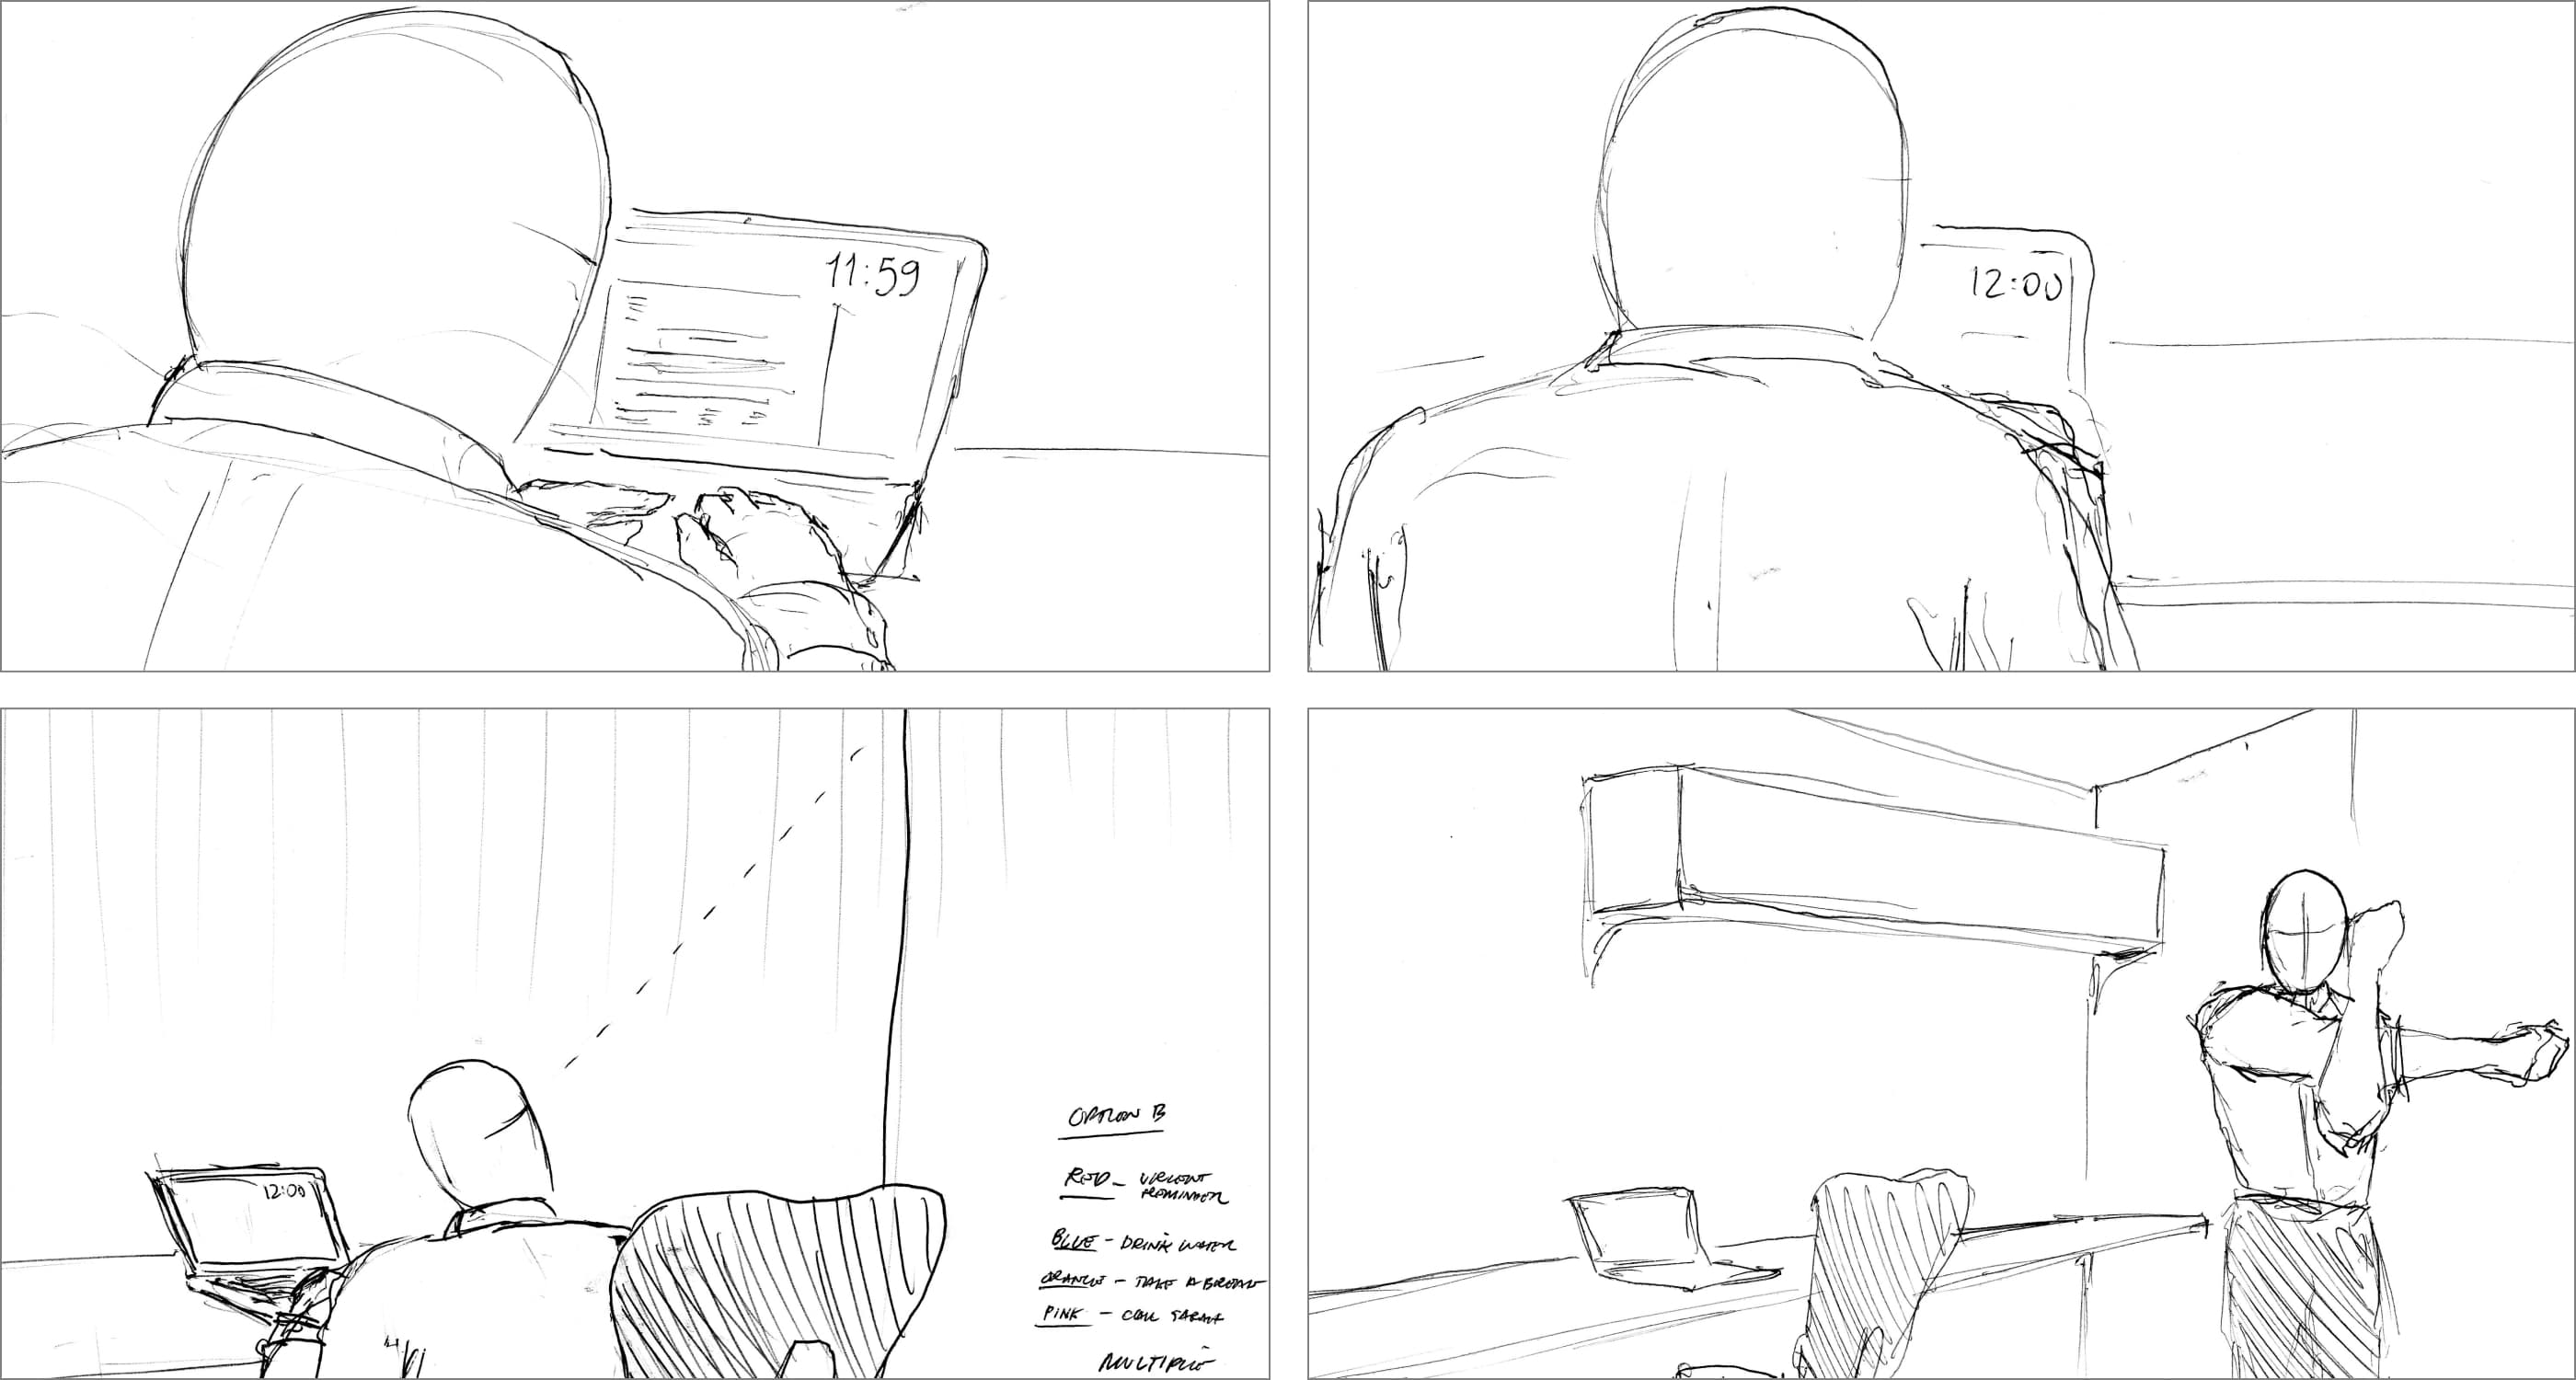 11:59
12:00
12:00
OPTION B
RED - URGENT
REMINDER
BLUE - DRINK WATER
ORANGE - TAKE A BREAK
PINK - CALL SARAH
MULTIPLE